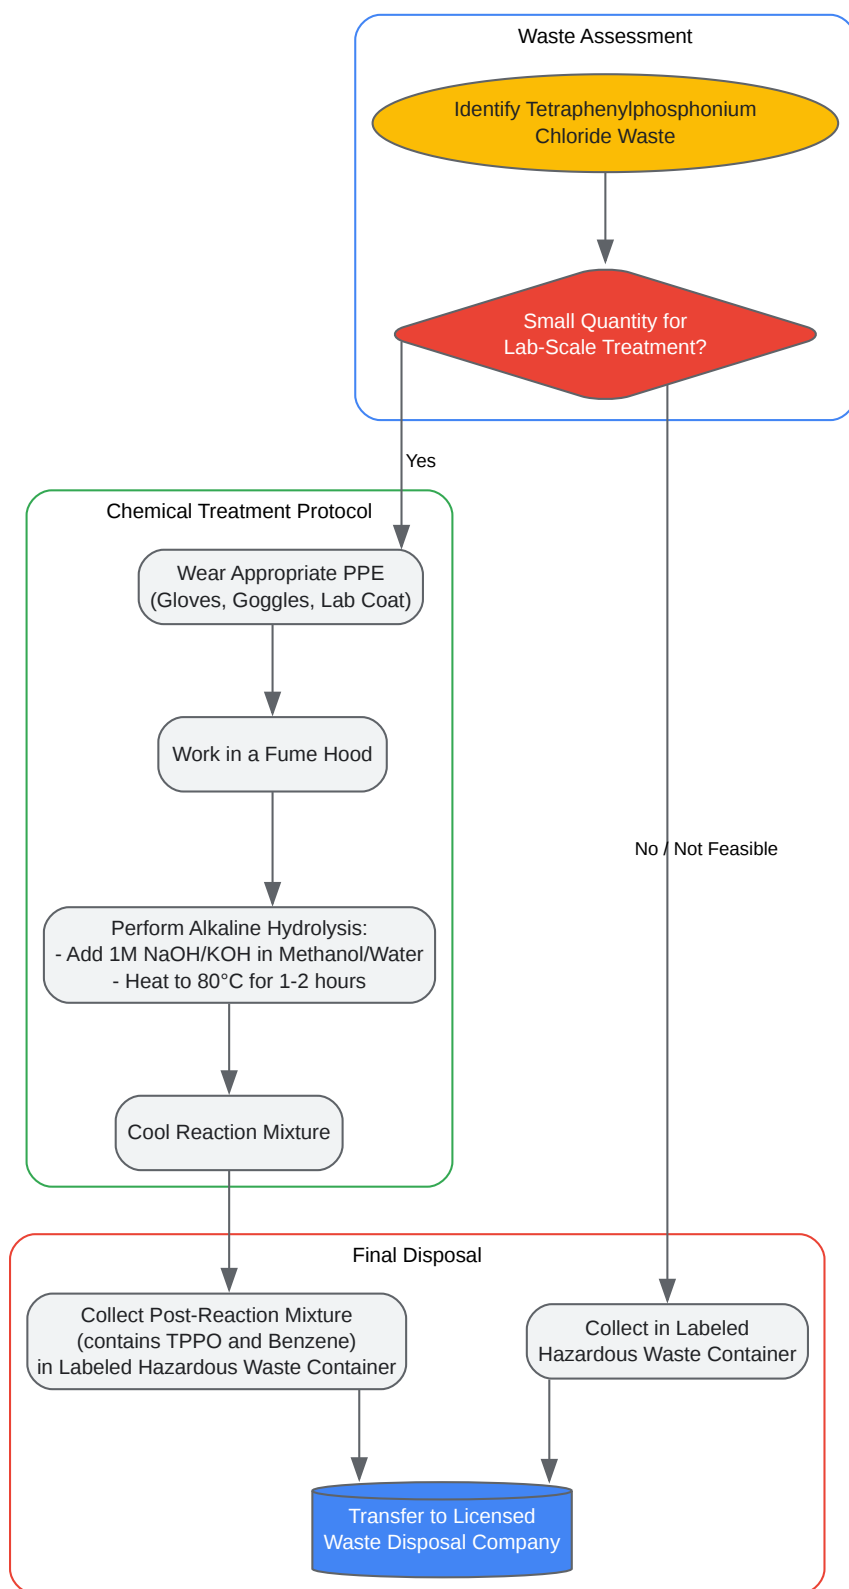 Waste Assessment
Identify Tetraphenylphosphonium
Chloride Waste
Small Quantity for
Lab-Scale Treatment?
Yes
Chemical Treatment Protocol
Wear Appropriate PPE
(Gloves, Goggles, Lab Coat)
Work in a Fume Hood
No / Not Feasible
Perform Alkaline Hydrolysis:
- Add 1M NaOH/KOH in Methanol/Water
- Heat to 80°C for 1-2 hours
Cool Reaction Mixture
Final Disposal
Collect Post-Reaction Mixture
(contains TPPO and Benzene)
in Labeled Hazardous Waste Container
Collect in Labeled
Hazardous Waste Container
Transfer to Licensed
Waste Disposal Company